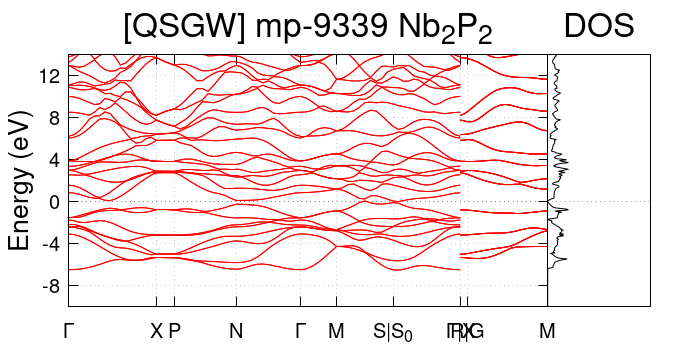 [QSGW] mp-9339 Nb₂P₂ DOS
Energy (eV)
12
8
4
0
-4
-8
Γ X P N Γ M S|S₀ X M